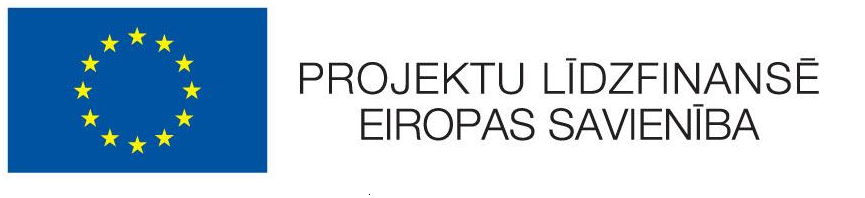 PROJEKTU LĪDZFINANSĒ
EIROPAS SAVIENĪBA